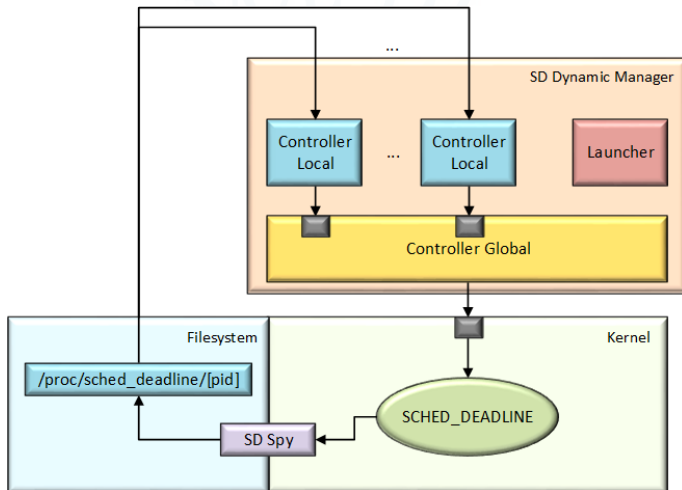 ...
SD Dynamic Manager
Controller
Local
...
Controller
Local
Launcher
Controller Global
Filesystem
Kernel
/proc/sched_deadline/[pid]
SCHED_DEADLINE
SD Spy